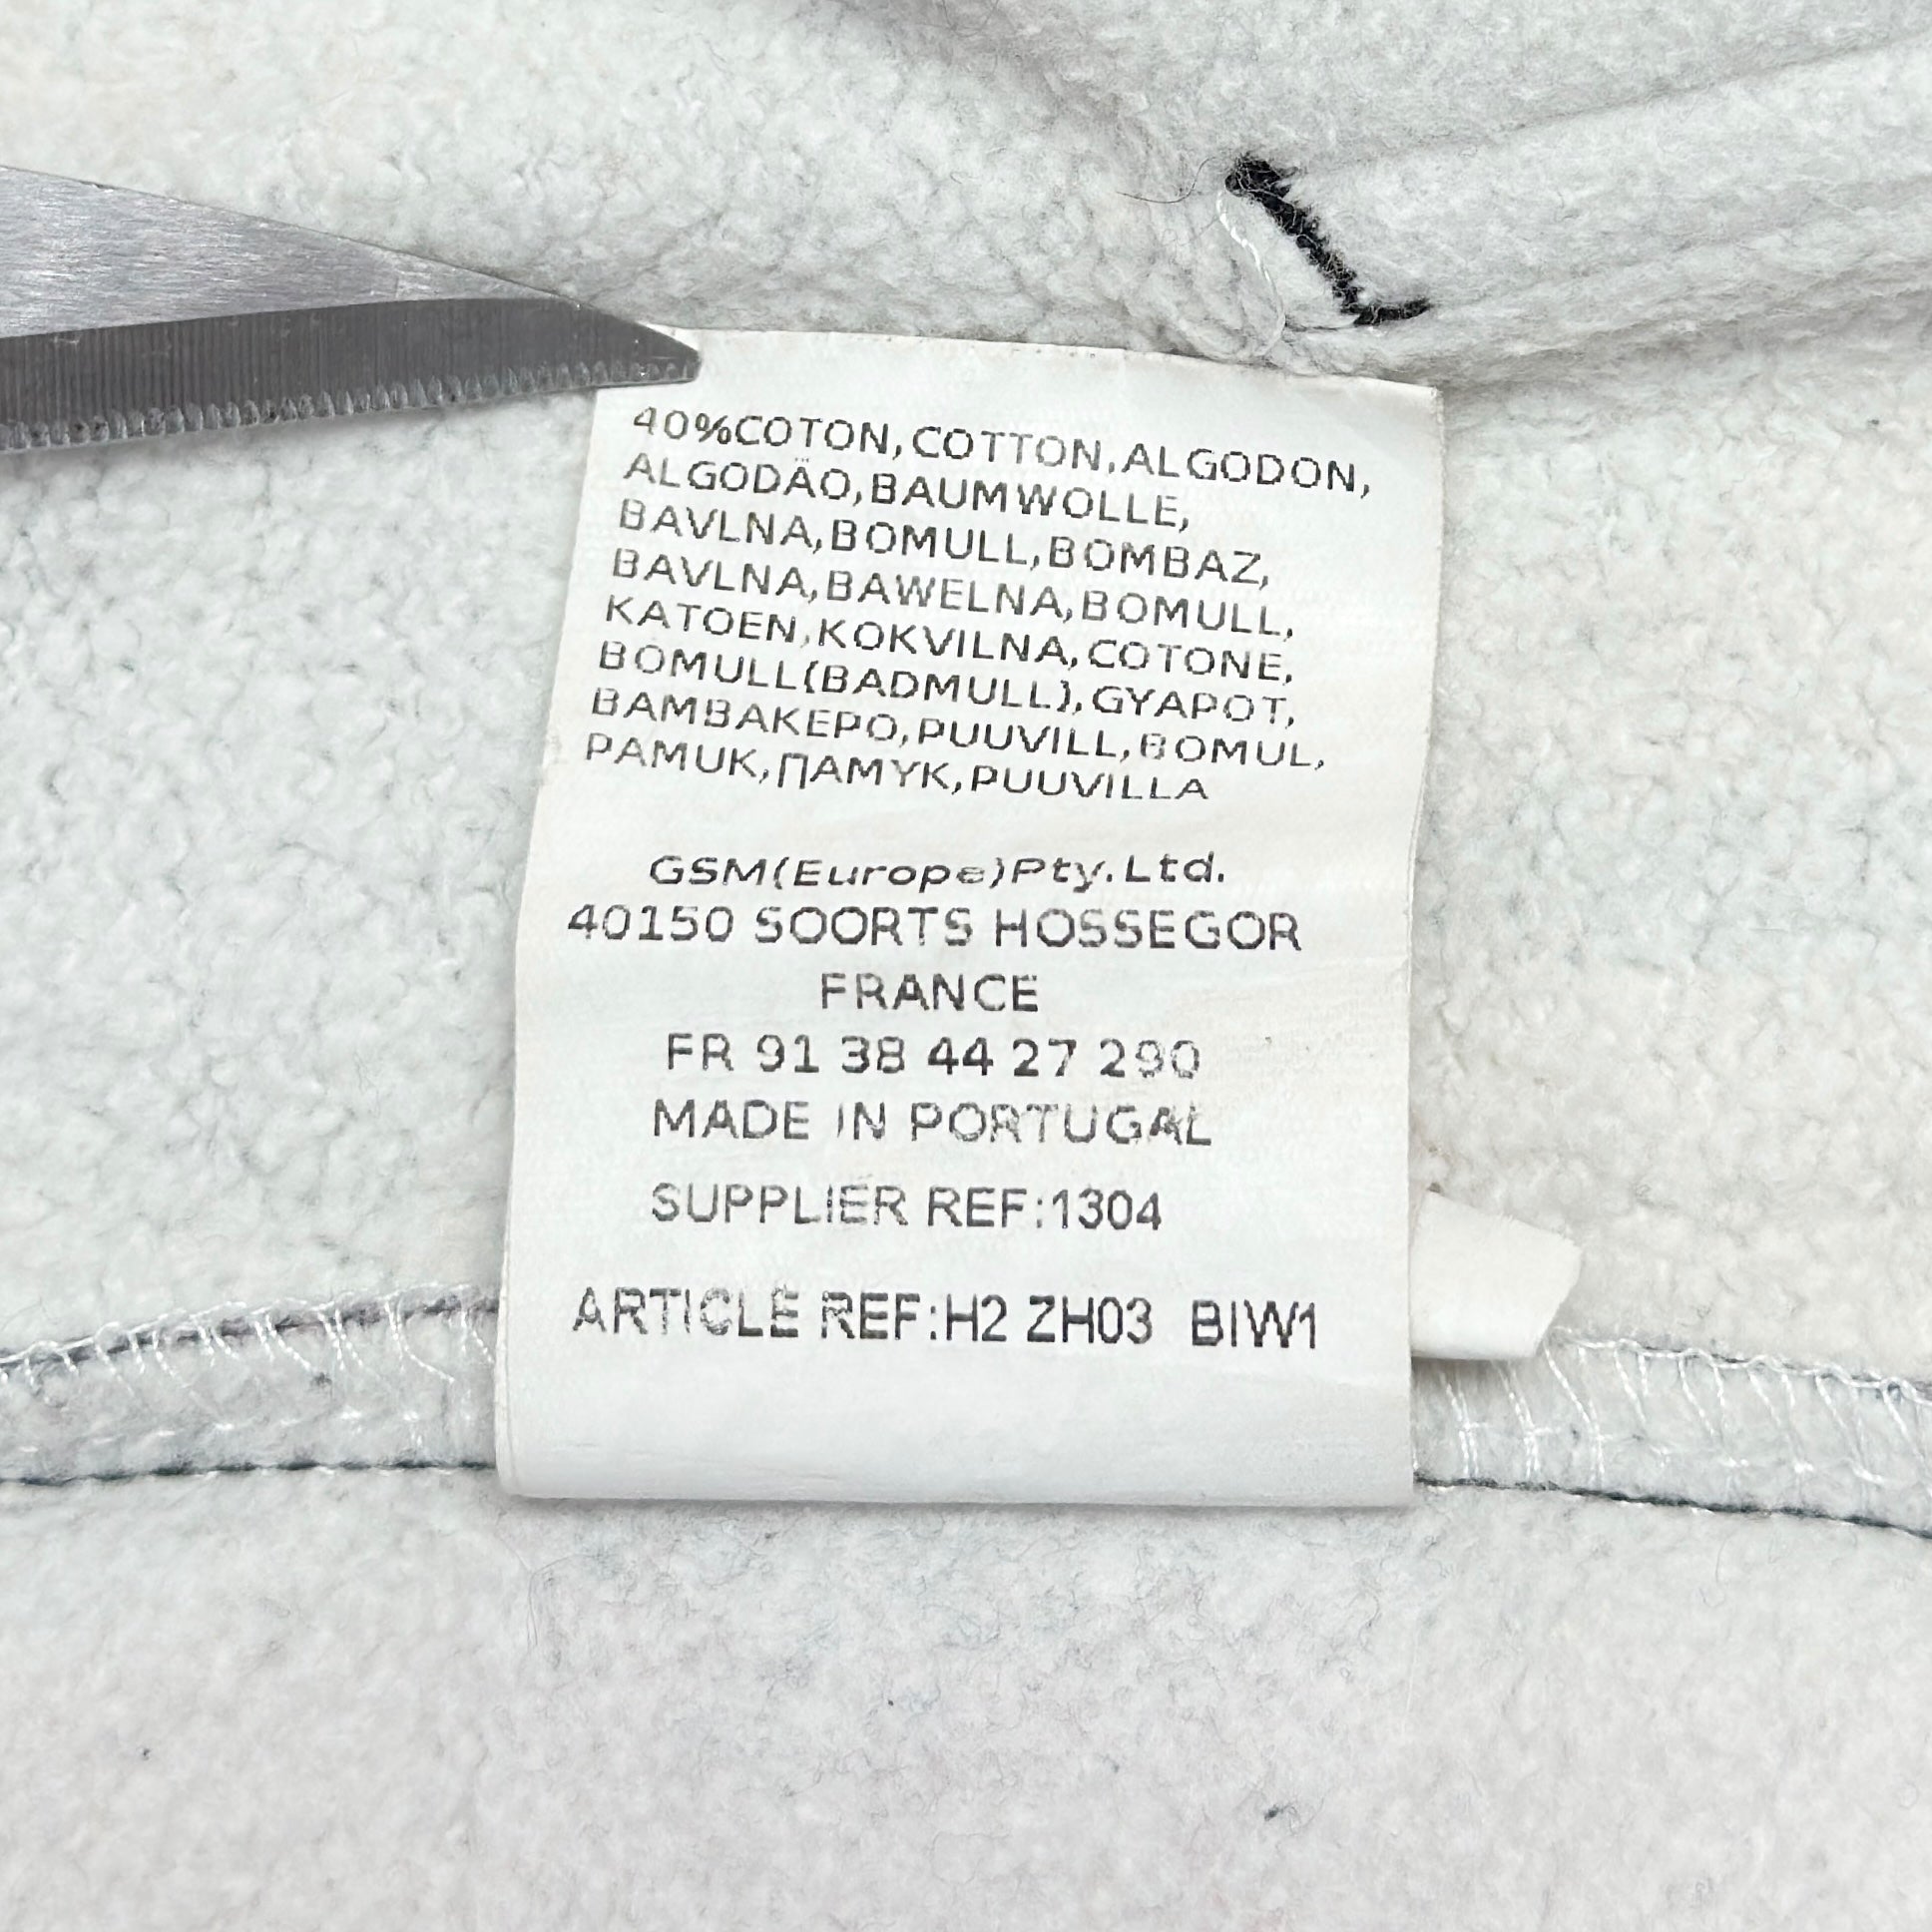 40%COTON,COTTON,ALGODON,
ALGODÄO,BAUMWOLLE,
BAVLNA,BOMULL,BOMBAZ,
BAVLNA,BAWELNA,BOMULL,
KATOEN,KOKVILNA,COTONE,
BOMULL(BADMULL),GYAPOT,
BAMBAKEPO,PUUVILL,BOMUL,
PAMUK,ПАМУК,PUUVILLA
GSM(Europe)Pty.Ltd.
40150 SOORTS HOSSEGOR
FRANCE
FR 91 38 44 27 290
MADE IN PORTUGAL
SUPPLIER REF:1304
ARTICLE REF:H2 ZH03 BIW1